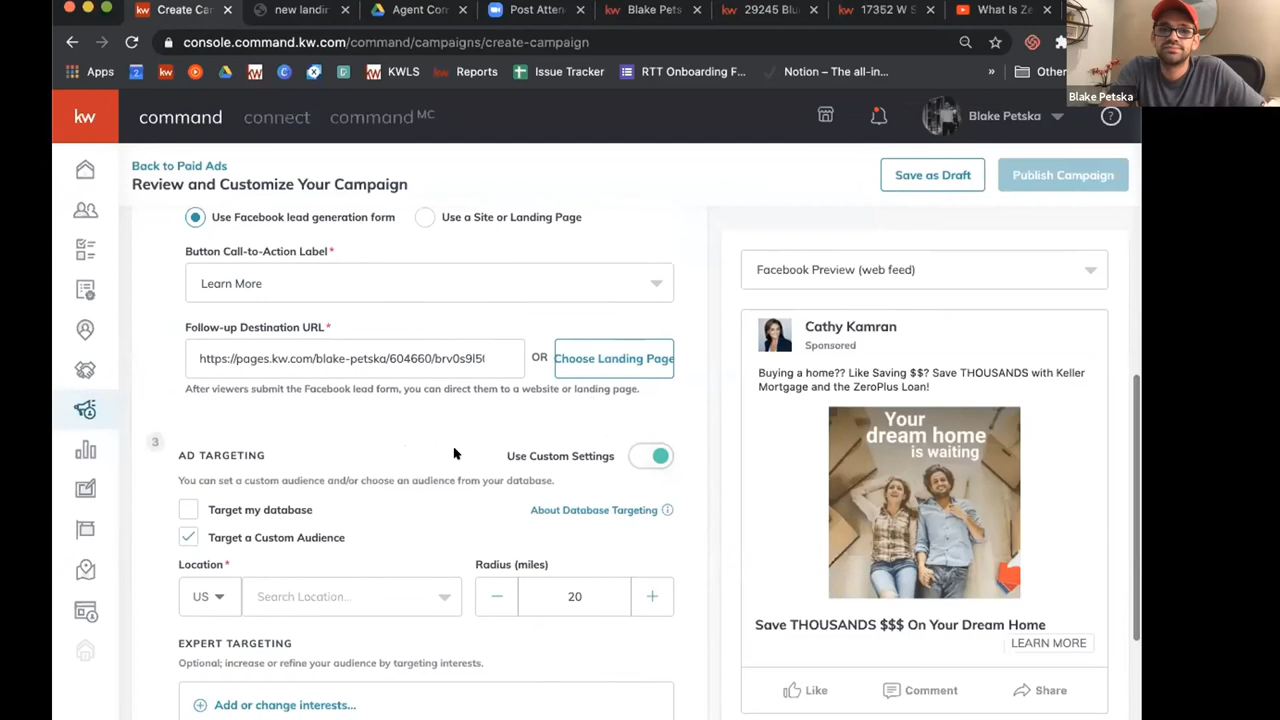 Create Car
new landir
Agent Com
Post Atten
Blake Pets
29245 Blu
17352 W S
What Is Ze
console.command.kw.com/command/campaigns/create-campaign
Apps
2
kw
kw
C
X
KWLS
kw Reports
Issue Tracker
RTT Onboarding F...
Notion – The all-in...
»
Other
Blake Petska
kw
command
connect
command MC
Blake Petska
?
Back to Paid Ads
Review and Customize Your Campaign
Save as Draft
Publish Campaign
Use Facebook lead generation form
Use a Site or Landing Page
Button Call-to-Action Label*
Learn More
Follow-up Destination URL*
https://pages.kw.com/blake-petska/604660/brv0s9l50
OR
Choose Landing Page
After viewers submit the Facebook lead form, you can direct them to a website or landing page.
3
AD TARGETING
Use Custom Settings
You can set a custom audience and/or choose an audience from your database.
Target my database
About Database Targeting
Target a Custom Audience
Location*
Radius (miles)
US
Search Location...
20
EXPERT TARGETING
Optional; increase or refine your audience by targeting interests.
Add or change interests...
Facebook Preview (web feed)
Cathy Kamran
Sponsored
Buying a home?? Like Saving $$? Save THOUSANDS with Keller
Mortgage and the ZeroPlus Loan!
Your
dream home
is waiting
Save THOUSANDS $$$ On Your Dream Home
LEARN MORE
Like
Comment
Share